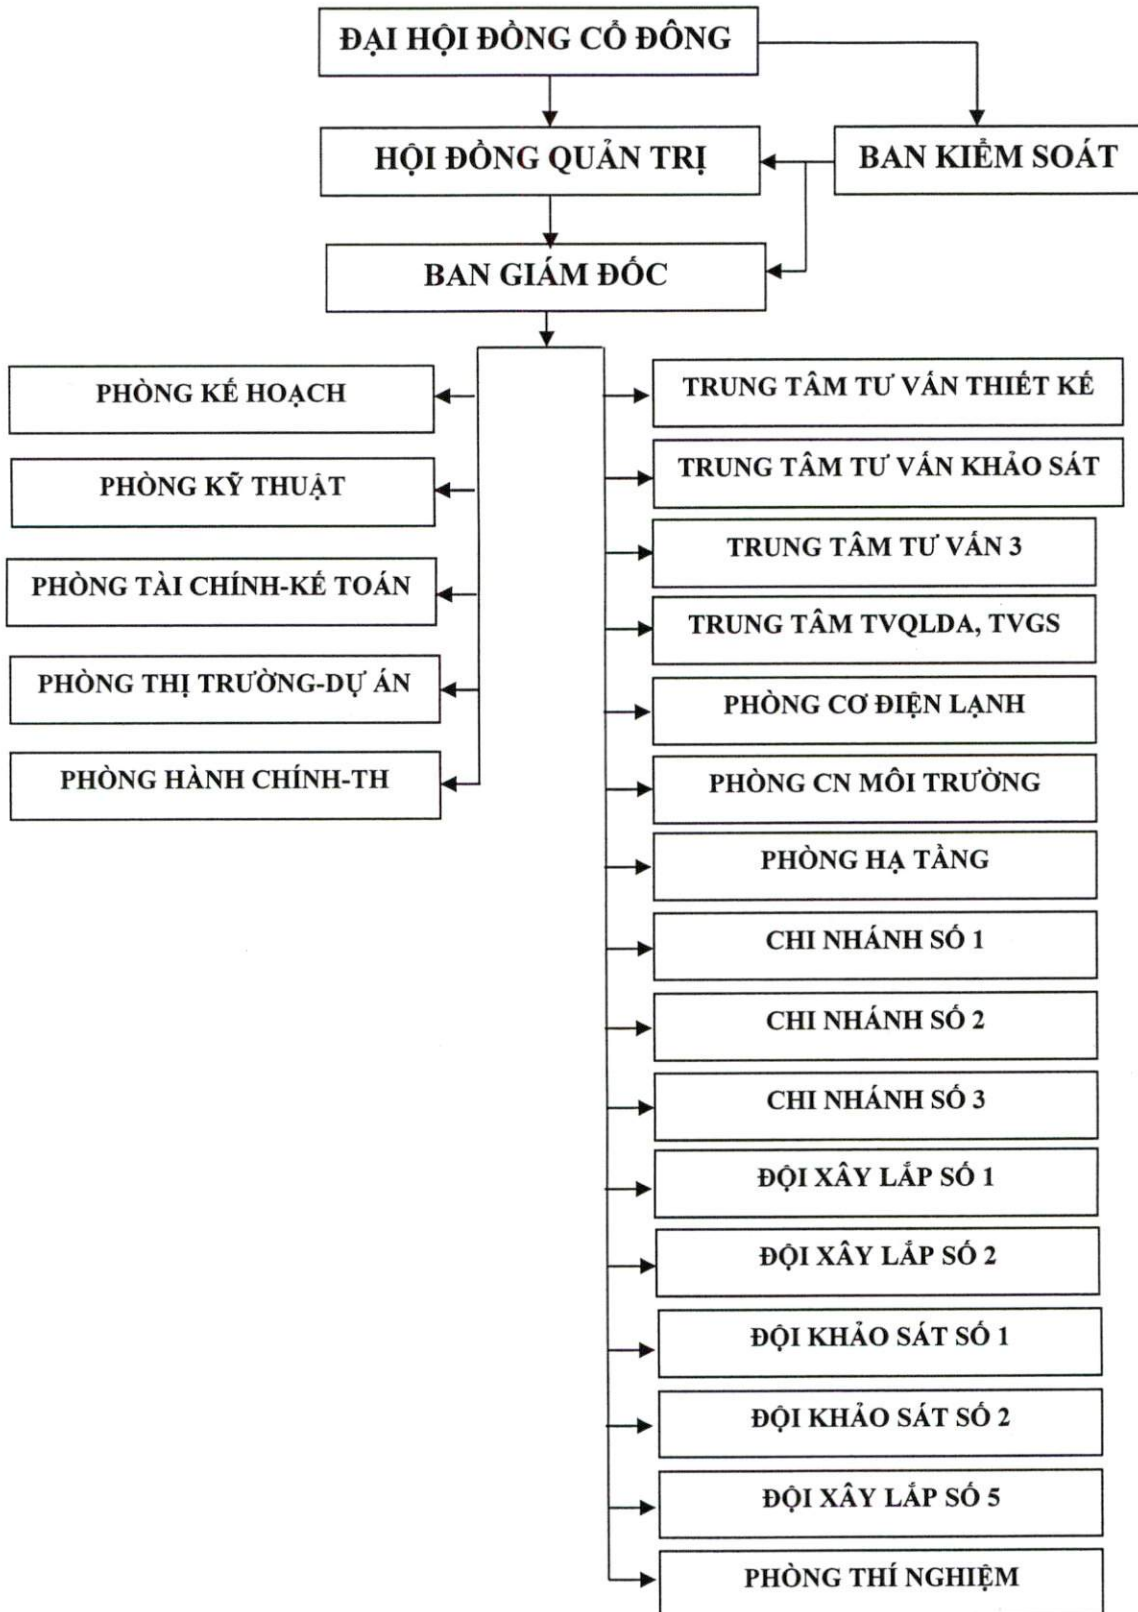 ĐẠI HỘI ĐỒNG CỔ ĐÔNG
HỘI ĐỒNG QUẢN TRỊ
BAN KIỂM SOÁT
BAN GIÁM ĐỐC
PHÒNG KẾ HOẠCH
PHÒNG KỸ THUẬT
PHÒNG TÀI CHÍNH-KẾ TOÁN
PHÒNG THỊ TRƯỜNG-DỰ ÁN
PHÒNG HÀNH CHÍNH-TH
TRUNG TÂM TƯ VẤN THIẾT KẾ
TRUNG TÂM TƯ VẤN KHẢO SÁT
TRUNG TÂM TƯ VẤN 3
TRUNG TÂM TVQLDA, TVGS
PHÒNG CƠ ĐIỆN LẠNH
PHÒNG CN MÔI TRƯỜNG
PHÒNG HẠ TẦNG
CHI NHÁNH SỐ 1
CHI NHÁNH SỐ 2
CHI NHÁNH SỐ 3
ĐỘI XÂY LẮP SỐ 1
ĐỘI XÂY LẮP SỐ 2
ĐỘI KHẢO SÁT SỐ 1
ĐỘI KHẢO SÁT SỐ 2
ĐỘI XÂY LẮP SỐ 5
PHÒNG THÍ NGHIỆM